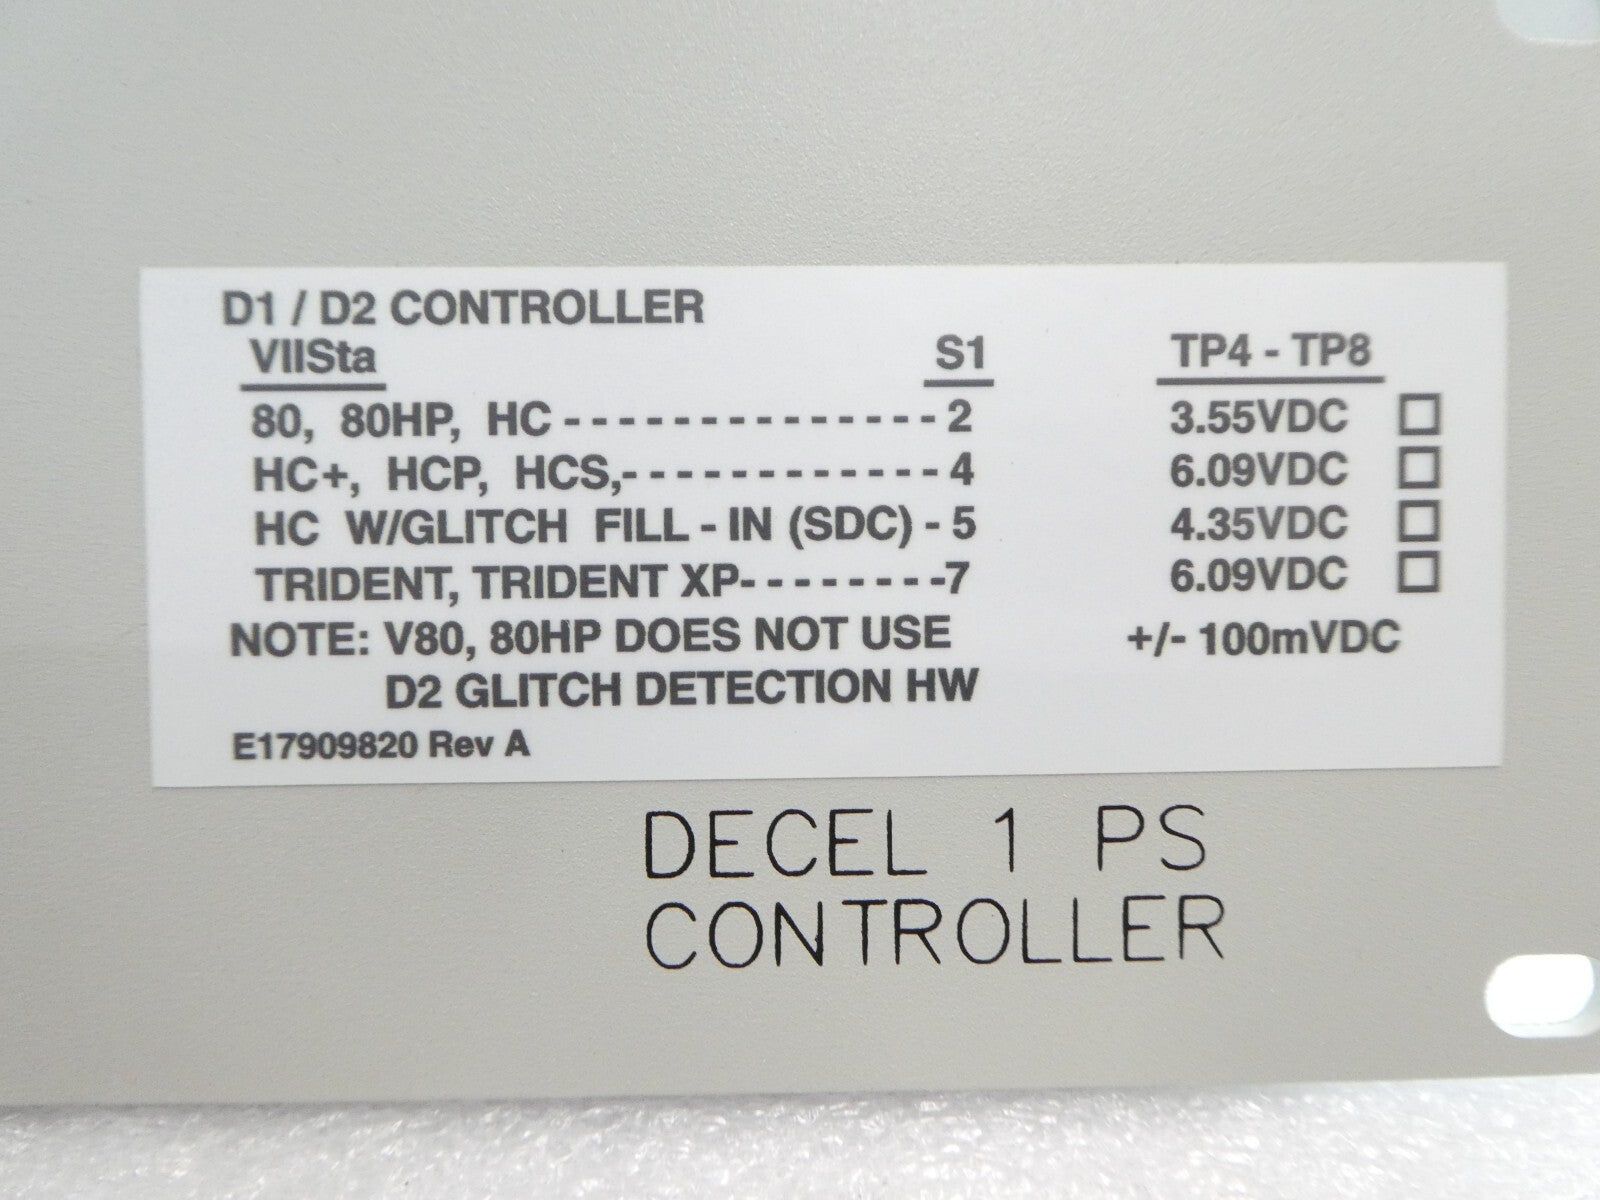 D1 / D2 CONTROLLER
VIISta S1 TP4 - TP8
80, 80HP, HC - - - - - - - - - - - - - - 2 3.55VDC ☐
HC+, HCP, HCS,- - - - - - - - - - - - 4 6.09VDC ☐
HC W/GLITCH FILL - IN (SDC) - 5 4.35VDC ☐
TRIDENT, TRIDENT XP- - - - - - - -7 6.09VDC ☐
NOTE: V80, 80HP DOES NOT USE +/- 100mVDC
D2 GLITCH DETECTION HW
E17909820 Rev A
DECEL 1 PS
CONTROLLER